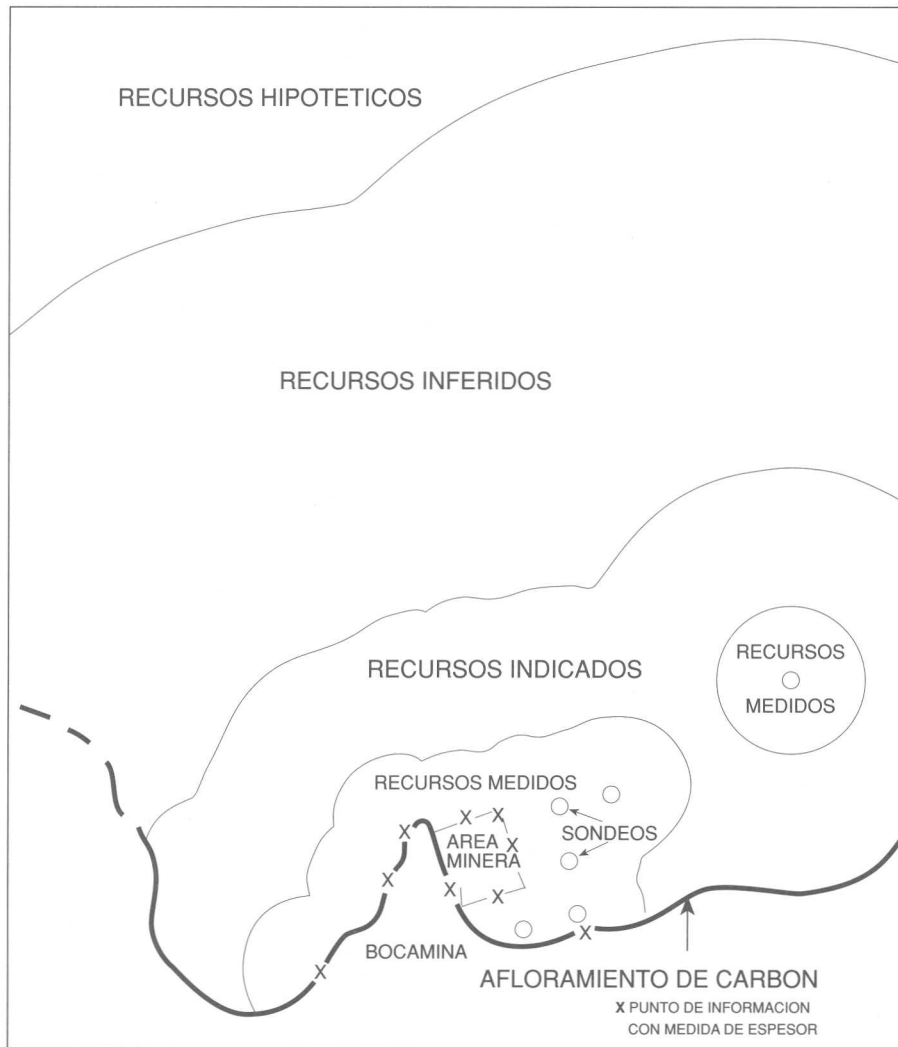 RECURSOS HIPOTETICOS
RECURSOS INFERIDOS
RECURSOS INDICADOS
RECURSOS
MEDIDOS
RECURSOS MEDIDOS
X X
X AREA X SONDEOS
MINERA
X X X
BOCAMINA X
X
AFLORAMIENTO DE CARBON
X PUNTO DE INFORMACION
CON MEDIDA DE ESPESOR